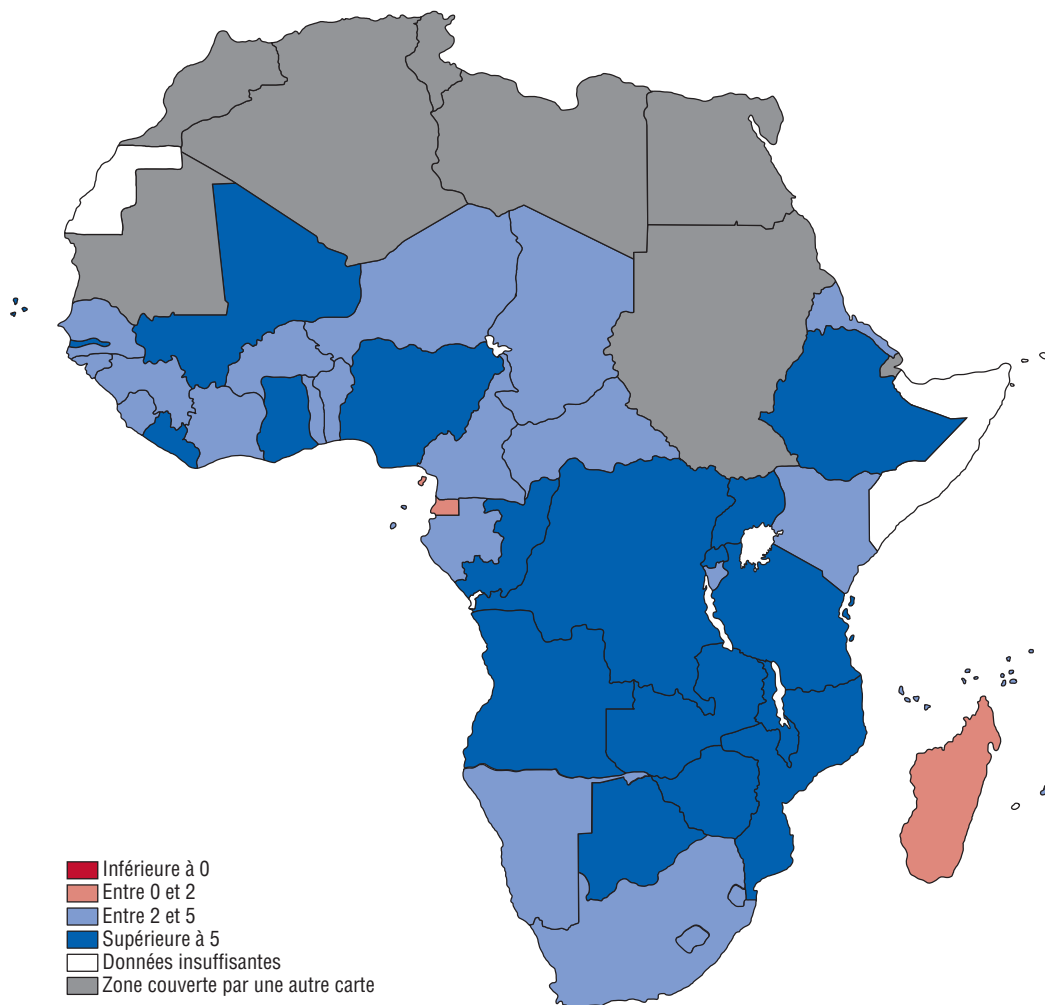 Inférieure à 0
Entre 0 et 2
Entre 2 et 5
Supérieure à 5
Données insuffisantes
Zone couverte par une autre carte